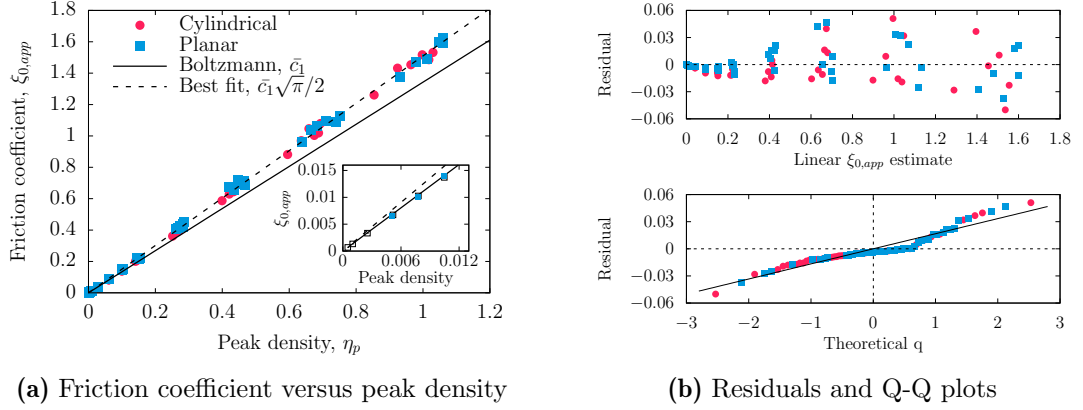 Friction coefficient, ξ0,app
1.8
1.6
1.4
1.2
1.0
0.8
0.6
0.4
0.2
0
Cylindrical
Planar
Boltzmann, c̄1
Best fit, c̄1√π/2
ξ0,app
0.015
0.010
0.005
0
0 0.006 0.012
Peak density
0 0.2 0.4 0.6 0.8 1.0 1.2
Peak density, ηp
(a) Friction coefficient versus peak density
Residual
0.06
0.03
0
−0.03
−0.06
0 0.2 0.4 0.6 0.8 1 1.2 1.4 1.6 1.8
Linear ξ0,app estimate
Residual
0.06
0.03
0
−0.03
−0.06
−3 −2 −1 0 1 2 3
Theoretical q
(b) Residuals and Q-Q plots